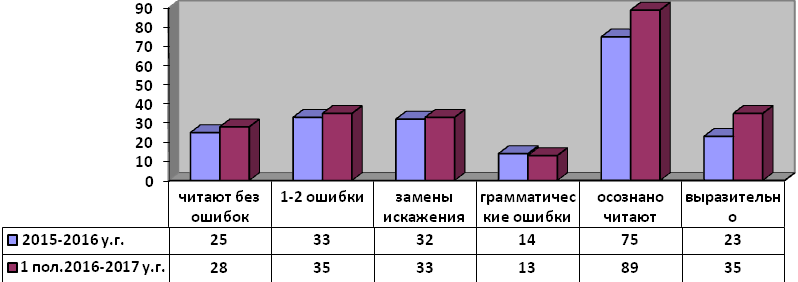 90
80
70
60
50
40
30
20
10
0
читают без ошибок
1-2 ошибки
замены искажения
грамматичес
кие ошибки
осознано читают
выразительн
о
2015-2016 у.г. 25 33 32 14 75 23
1 пол.2016-2017 у.г. 28 35 33 13 89 35